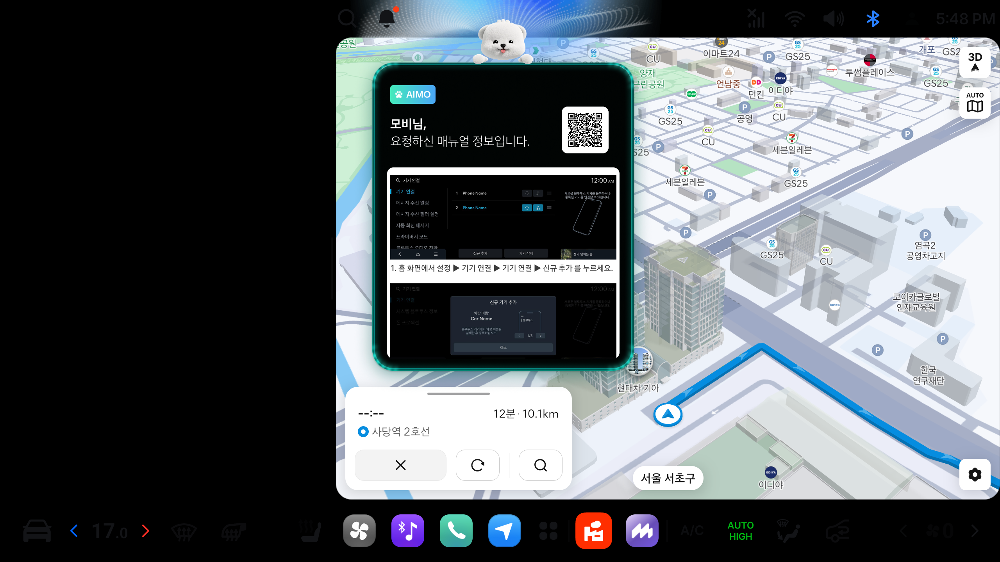 5:48 PM
공원
P
GS25
CU
emart24
이마트24
P
GS25
개포
GS2
3D
AUTO
양재
근린공원
언남중
DD
던킨
EDIYA
이디야
Homeplus
투썸플레이스
GS25
GS25
P
공영
CU
CU
GS25
P
7
세븐일레븐
P
7
세븐일레븐
GS25
P
P
GS25
CU
P
염곡2
공영차고지
kotra
코이카글로벌
인재교육원
P
P
한국
연구재단
현대차.기아
EDIYA
이디야
서울 서초구
AIMO
모비님,
요청하신 매뉴얼 정보입니다.
기기 연결
12:00 AM
기기 연결
메시지 수신 알림
메시지 수신 필터 설정
자동 회신 메시지
프라이버시 모드
블루투스 오디오 전환
1 Phone Name
2 Phone Name
새로운 블루투스 기기를 등록하거나
등록된 기기를 연결할 수 있습니다.
신규 추가
기기 삭제
생기 넘치는 숲
1. 홈 화면에서 설정 ▶ 기기 연결 ▶ 기기 연결 ▶ 신규 추가 를 누르세요.
기기 연결
12:00 AM
기기 연결
시스템 블루투스 정보
폰 프로젝션
신규 기기 추가
차량 이름:
Car Name
블루투스 기기에서 차량 이름을
검색한 후 등록하십시오.
블루투스
1/5
취소
새로운 블루투스 기기를 등록하거나
등록된 기기를 연결할 수 있습니다.
--:--
12분·10.1km
사당역 2호선
17.0
A/C
AUTO
HIGH
0